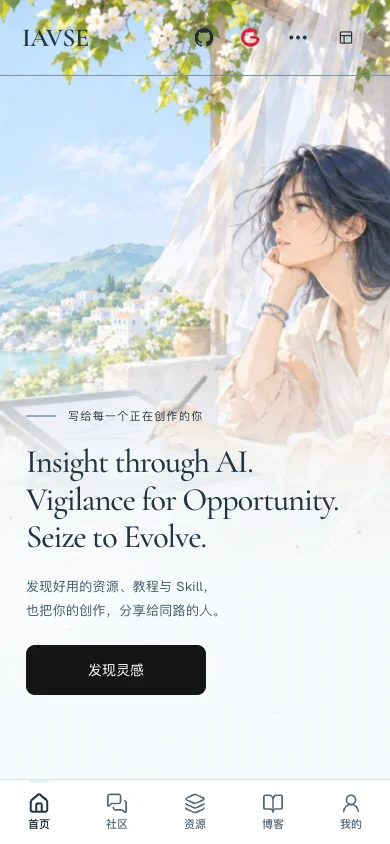 IAVSE
写给每一个正在创作的你
Insight through AI.
Vigilance for Opportunity.
Seize to Evolve.
发现好用的资源、教程与 Skill，
也把你的创作，分享给同路的人。
发现灵感
首页
社区
资源
博客
我的